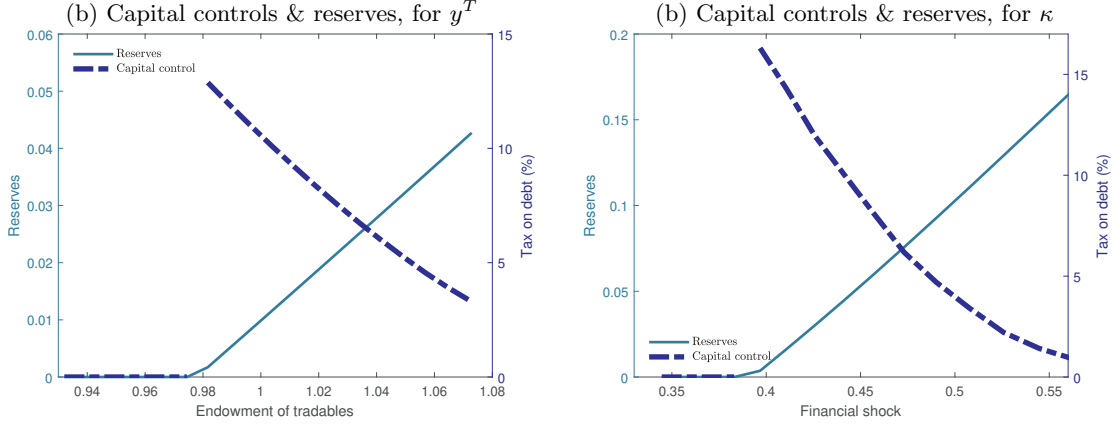 (b) Capital controls & reserves, for y^T
0.06
0.05
0.04
0.03
0.02
0.01
0
Reserves
Reserves
Capital control
15
10
5
0
Tax on debt (%)
0.94 0.96 0.98 1 1.02 1.04 1.06 1.08
Endowment of tradables
(b) Capital controls & reserves, for κ
0.2
0.15
0.1
0.05
0
Reserves
Reserves
Capital control
15
10
5
0
Tax on debt (%)
0.35 0.4 0.45 0.5 0.55
Financial shock